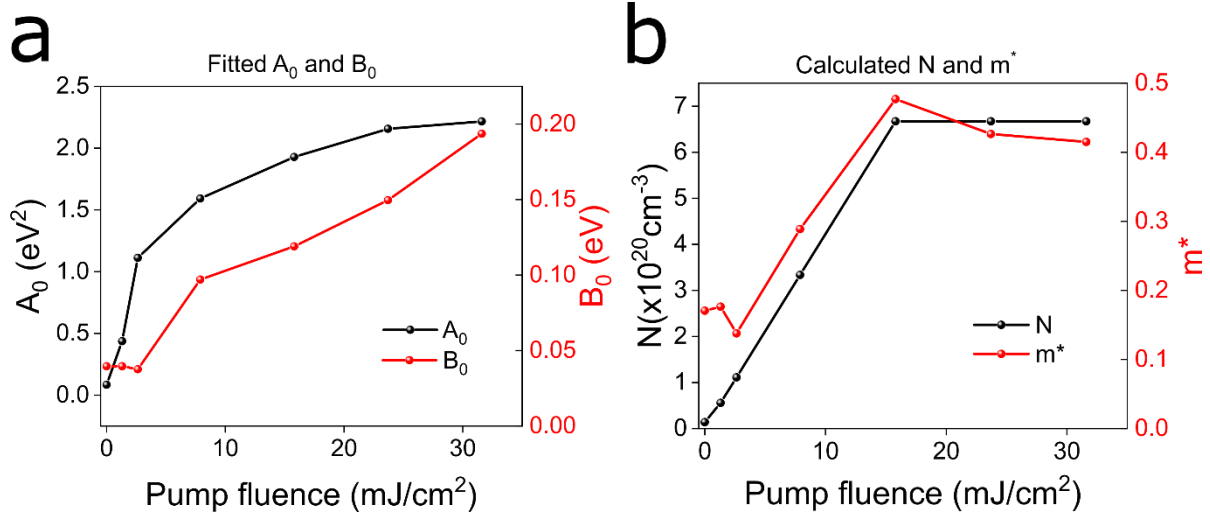 a
Fitted A₀ and B₀
2.5
2.0
1.5
1.0
0.5
0.0
A₀ (eV²)
0.20
0.15
0.10
0.05
0.00
B₀ (eV)
A₀
B₀
0
10
20
30
Pump fluence (mJ/cm²)
b
Calculated N and m*
7
6
5
4
3
2
1
0
N(x10²⁰cm⁻³)
0.5
0.4
0.3
0.2
0.1
0.0
m*
N
m*
0
10
20
30
Pump fluence (mJ/cm²)